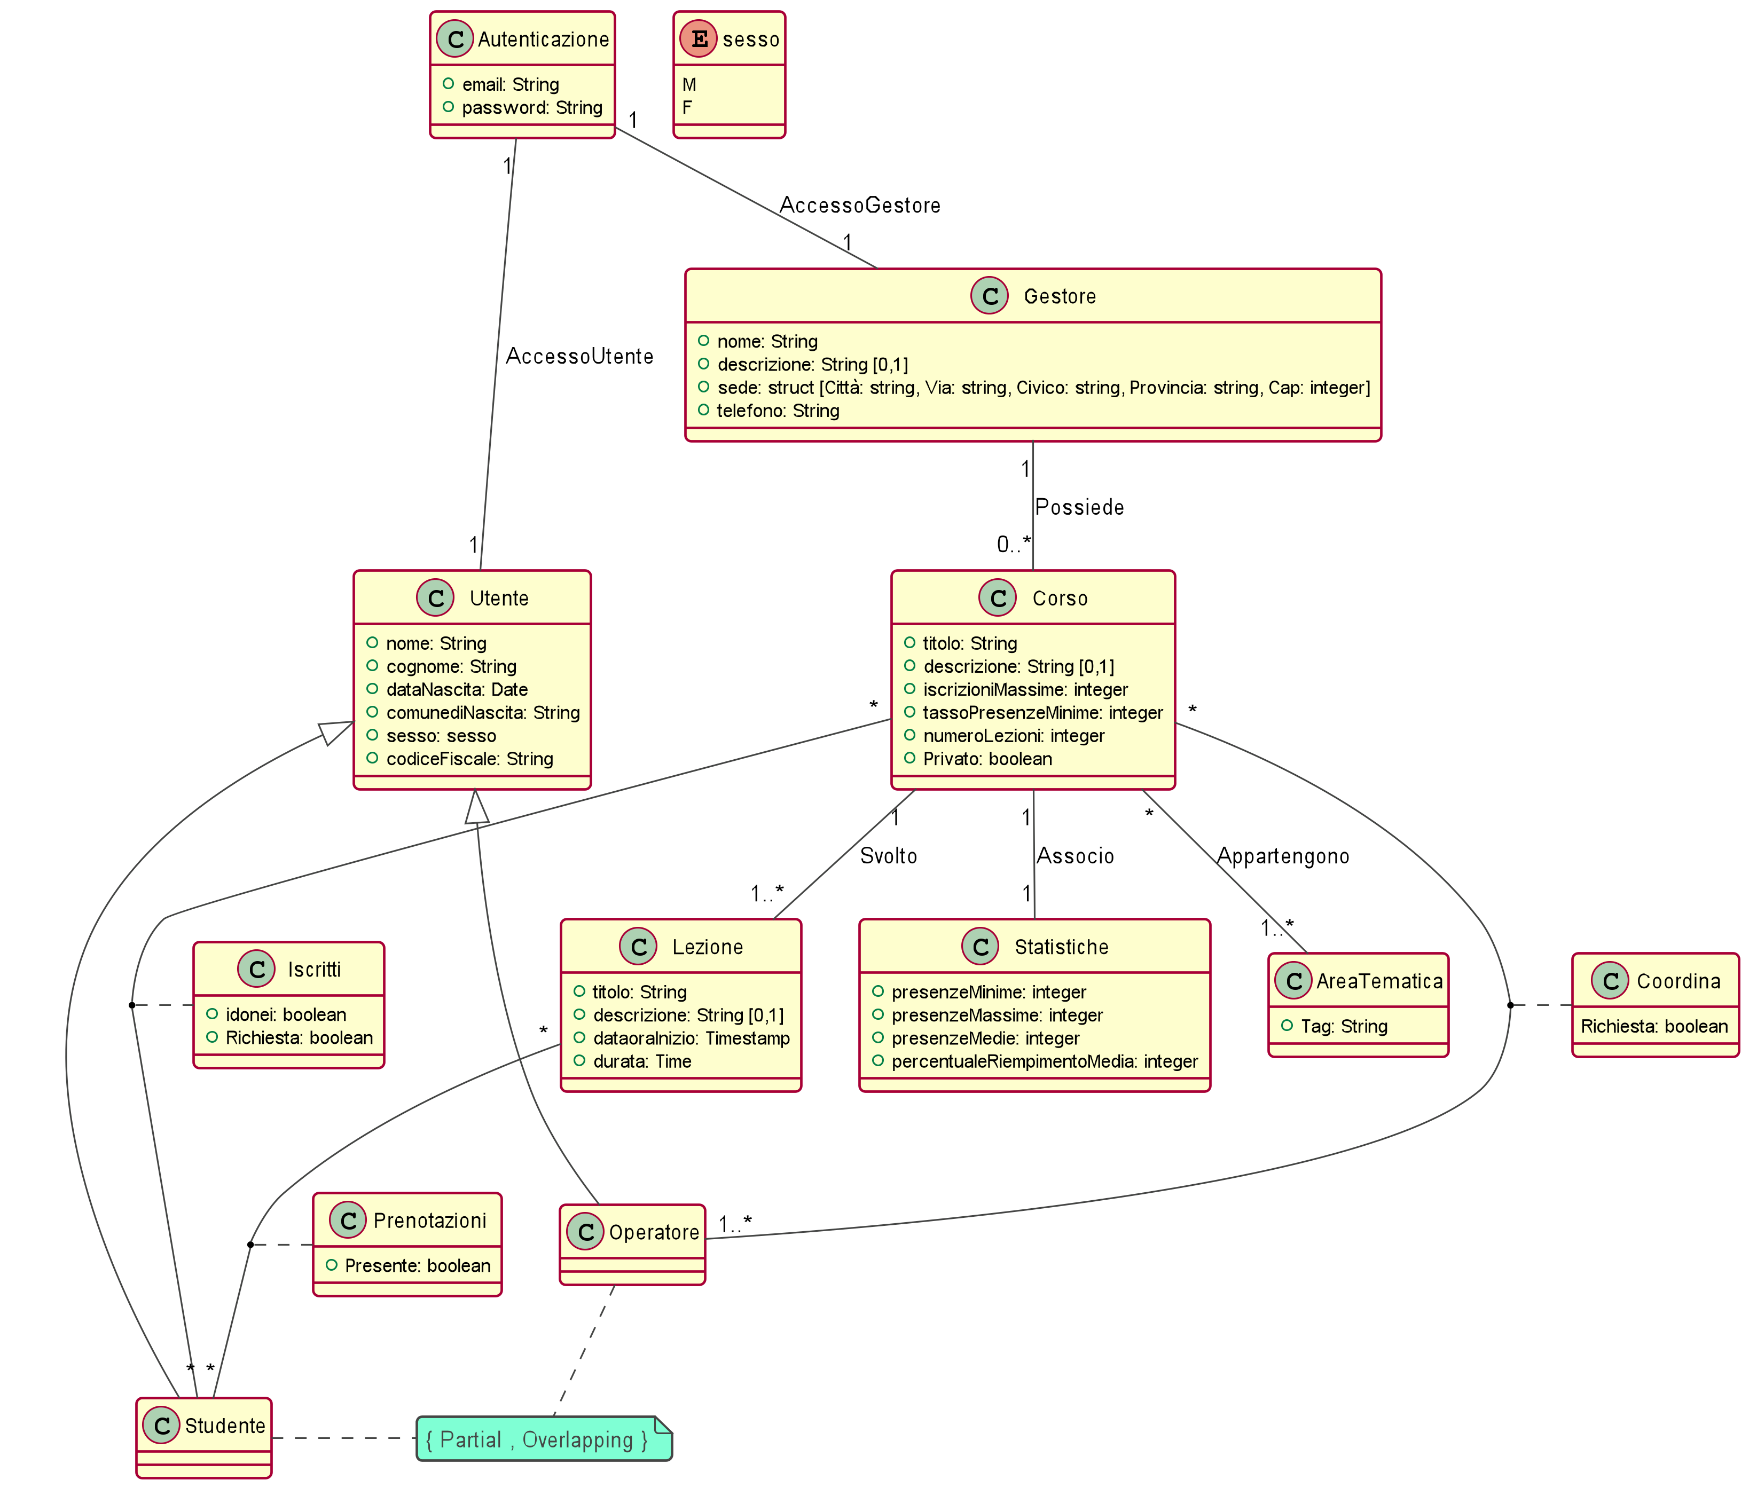 C Autenticazione
email: String
password: String
E sesso
M
F
1
1
AccessoGestore
1
C Gestore
nome: String
descrizione: String [0,1]
sede: struct [Città: string, Via: string, Civico: string, Provincia: string, Cap: integer]
telefono: String
AccessoUtente
1
Possiede
1
0..*
C Utente
nome: String
cognome: String
dataNascita: Date
comunediNascita: String
sesso: sesso
codiceFiscale: String
C Corso
titolo: String
descrizione: String [0,1]
iscrizioniMassime: integer
tassoPresenzeMinime: integer
numeroLezioni: integer
Privato: boolean
*
*
1
1
*
Svolto
Associo
Appartengono
1..*
1
1..*
C Iscritti
idonei: boolean
Richiesta: boolean
C Lezione
titolo: String
descrizione: String [0,1]
dataoraInizio: Timestamp
durata: Time
C Statistiche
presenzeMinime: integer
presenzeMassime: integer
presenzeMedie: integer
percentualeRiempimentoMedia: integer
C AreaTematica
Tag: String
C Coordina
Richiesta: boolean
*
C Prenotazioni
Presente: boolean
C Operatore
1..*
*
*
C Studente
{ Partial , Overlapping }